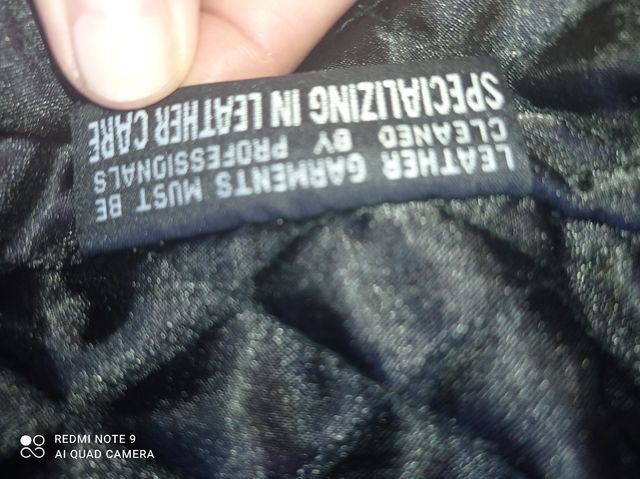 LEATHER GARMENTS MUST BE
CLEANED BY PROFESSIONALS
SPECIALIZING IN LEATHER CARE
REDMI NOTE 9
AI QUAD CAMERA